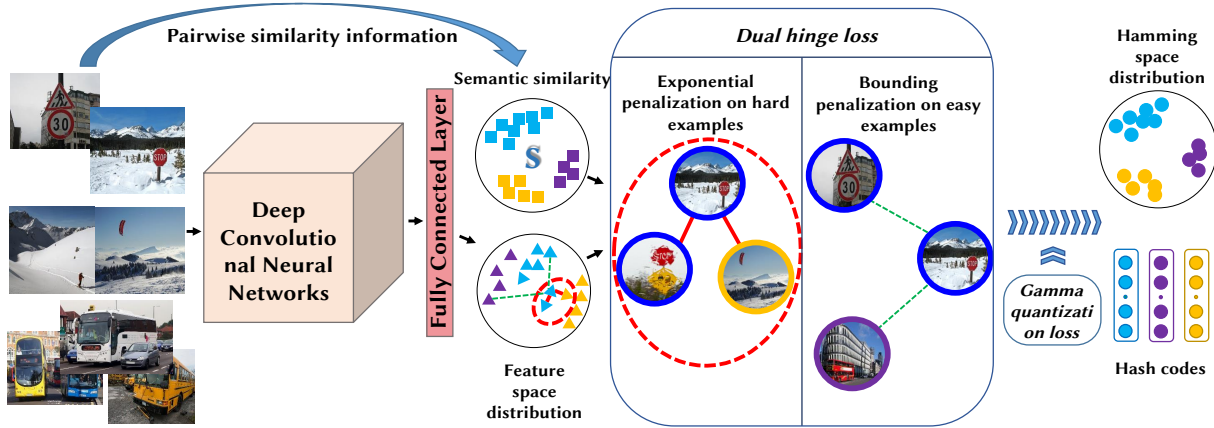 Pairwise similarity information
30
STOP
Deep
Convolutio
nal Neural
Networks
Fully Connected Layer
Semantic similarity
S
Feature
space
distribution
Dual hinge loss
Exponential
penalization on hard
examples
STOP
STOP
Bounding
penalization on easy
examples
30
STOP
Gamma
quantizati
on loss
Hamming
space
distribution
Hash codes